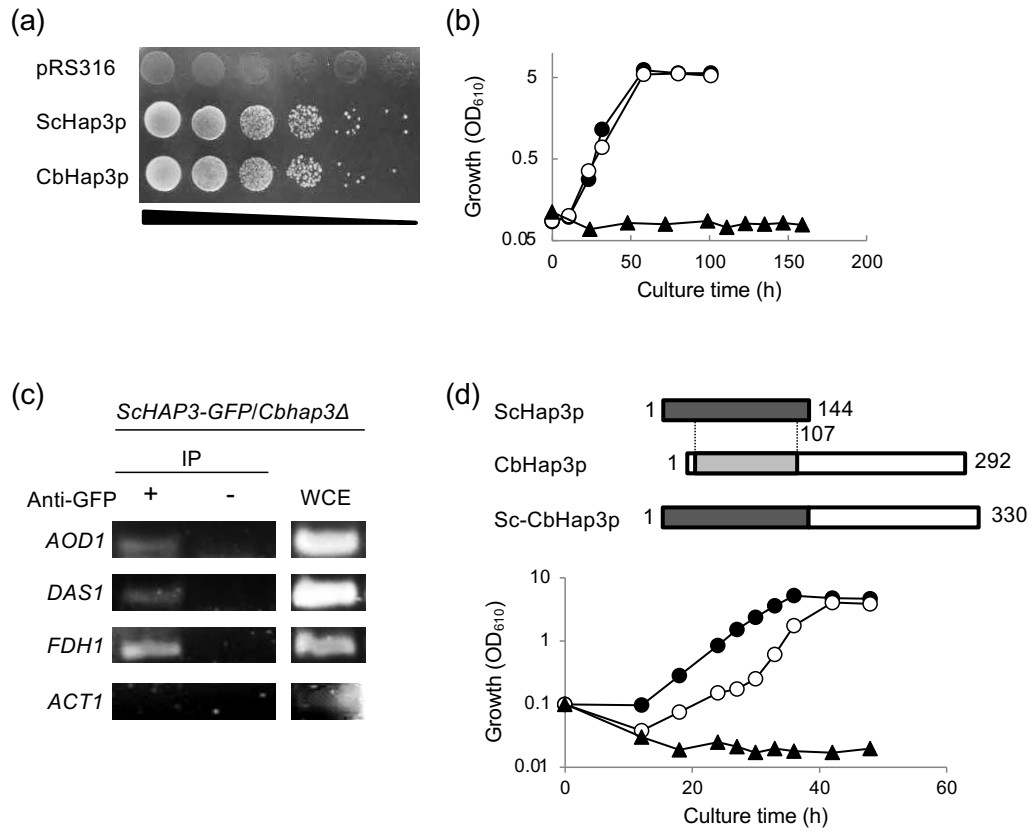 (a)
pRS316
ScHap3p
CbHap3p
(b)
Growth (OD610)
5
0.5
0.05
0 50 100 150 200
Culture time (h)
(c)
ScHAP3-GFP/Cbhap3Δ
IP
Anti-GFP + - WCE
AOD1
DAS1
FDH1
ACT1
(d)
ScHap3p 1 144
107
CbHap3p 1 292
Sc-CbHap3p 1 330
Growth (OD610)
10
1
0.1
0.01
0 20 40 60
Culture time (h)